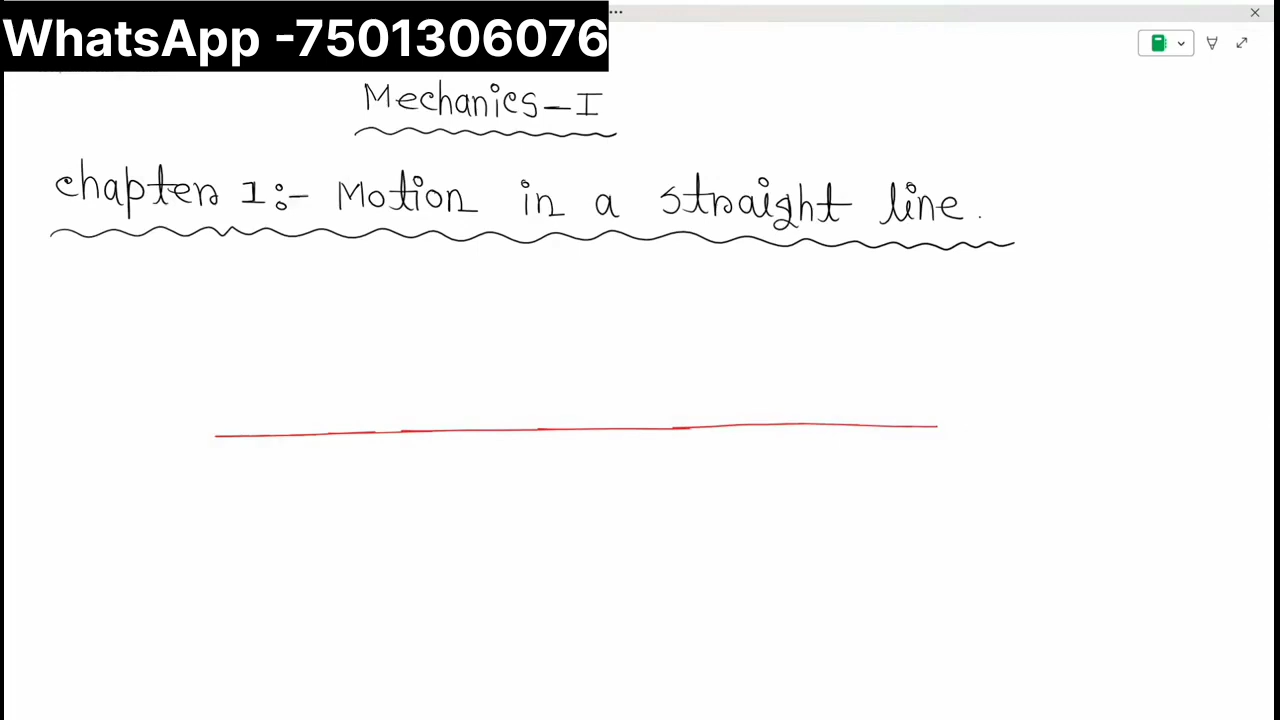 WhatsApp -7501306076
Mechanics-I
chapter 1:- Motion in a straight line.